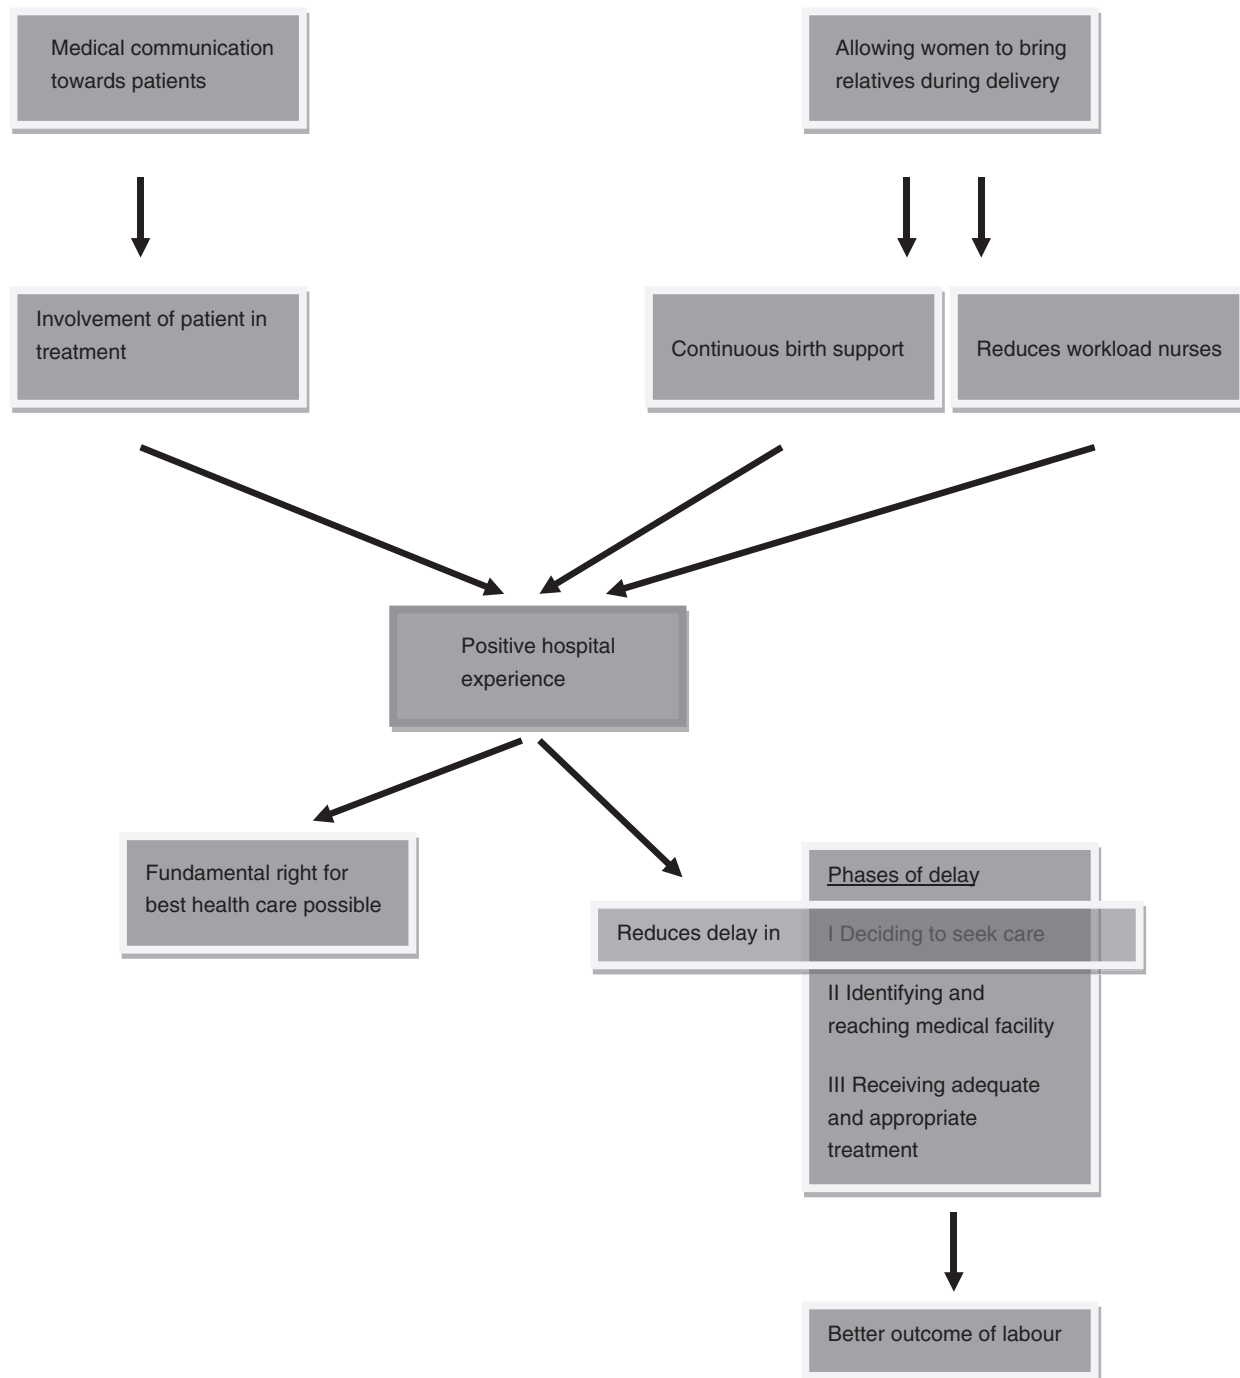 Medical communication
towards patients
Allowing women to bring
relatives during delivery
Involvement of patient in
treatment
Continuous birth support
Reduces workload nurses
Positive hospital
experience
Fundamental right for
best health care possible
Phases of delay
Reduces delay in
I Deciding to seek care
II Identifying and
reaching medical facility
III Receiving adequate
and appropriate
treatment
Better outcome of labour